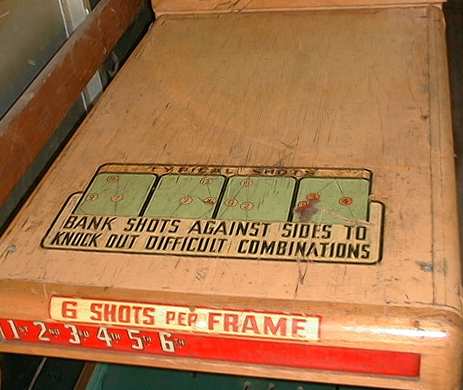 TYPICAL SHOTS
BANK SHOTS AGAINST SIDES TO
KNOCK OUT DIFFICULT COMBINATIONS
6 SHOTS PER FRAME
1ST 2ND 3RD 4TH 5TH 6TH